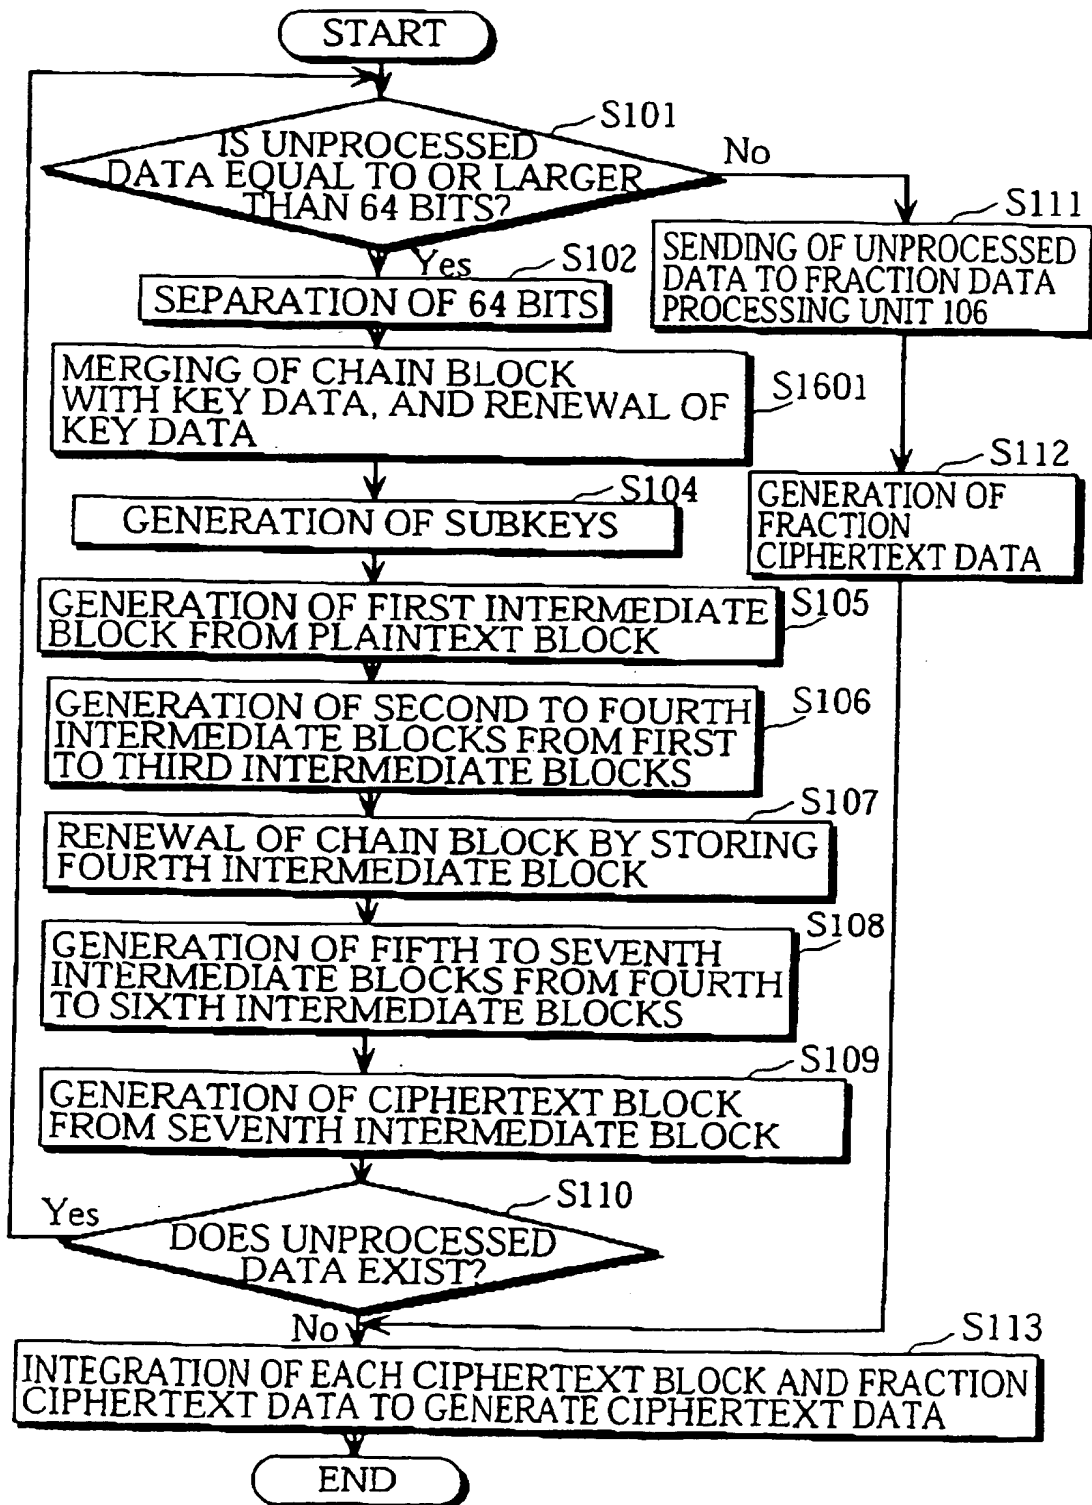 START
S101
IS UNPROCESSED
DATA EQUAL TO OR LARGER
THAN 64 BITS?
No
Yes
S102
SEPARATION OF 64 BITS
S111
SENDING OF UNPROCESSED
DATA TO FRACTION DATA
PROCESSING UNIT 106
MERGING OF CHAIN BLOCK
WITH KEY DATA, AND RENEWAL OF
KEY DATA
S1601
S104
GENERATION OF SUBKEYS
S112
GENERATION OF
FRACTION
CIPHERTEXT DATA
GENERATION OF FIRST INTERMEDIATE
BLOCK FROM PLAINTEXT BLOCK
S105
GENERATION OF SECOND TO FOURTH
INTERMEDIATE BLOCKS FROM FIRST
TO THIRD INTERMEDIATE BLOCKS
S106
S107
RENEWAL OF CHAIN BLOCK BY STORING
FOURTH INTERMEDIATE BLOCK
S108
GENERATION OF FIFTH TO SEVENTH
INTERMEDIATE BLOCKS FROM FOURTH
TO SIXTH INTERMEDIATE BLOCKS
S109
GENERATION OF CIPHERTEXT BLOCK
FROM SEVENTH INTERMEDIATE BLOCK
S110
Yes
DOES UNPROCESSED
DATA EXIST?
No
S113
INTEGRATION OF EACH CIPHERTEXT BLOCK AND FRACTION
CIPHERTEXT DATA TO GENERATE CIPHERTEXT DATA
END